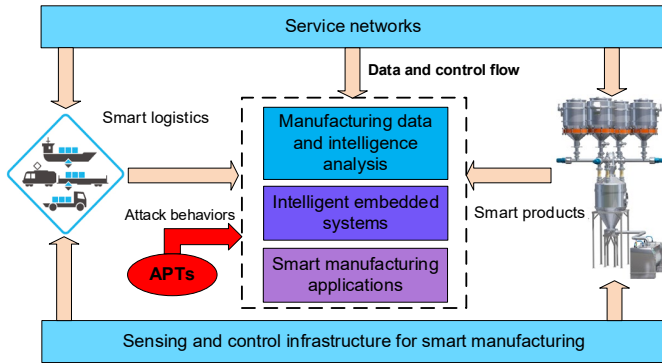 Service networks
Data and control flow
Smart logistics
Manufacturing data
and intelligence
analysis
Attack behaviors
Intelligent embedded
systems
Smart products
APTs
Smart manufacturing
applications
Sensing and control infrastructure for smart manufacturing